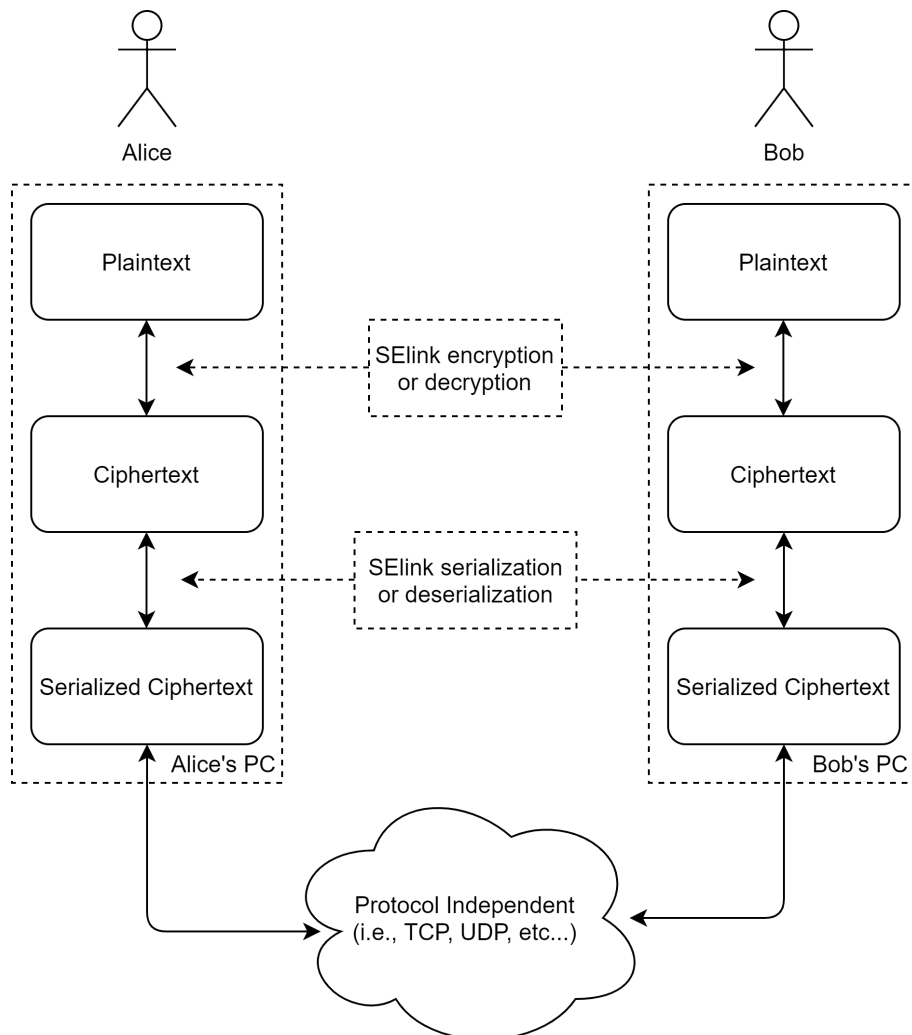 Alice
Bob
Plaintext
Plaintext
SElink encryption
or decryption
Ciphertext
Ciphertext
SElink serialization
or deserialization
Serialized Ciphertext
Serialized Ciphertext
Alice's PC
Bob's PC
Protocol Independent
(i.e., TCP, UDP, etc...)